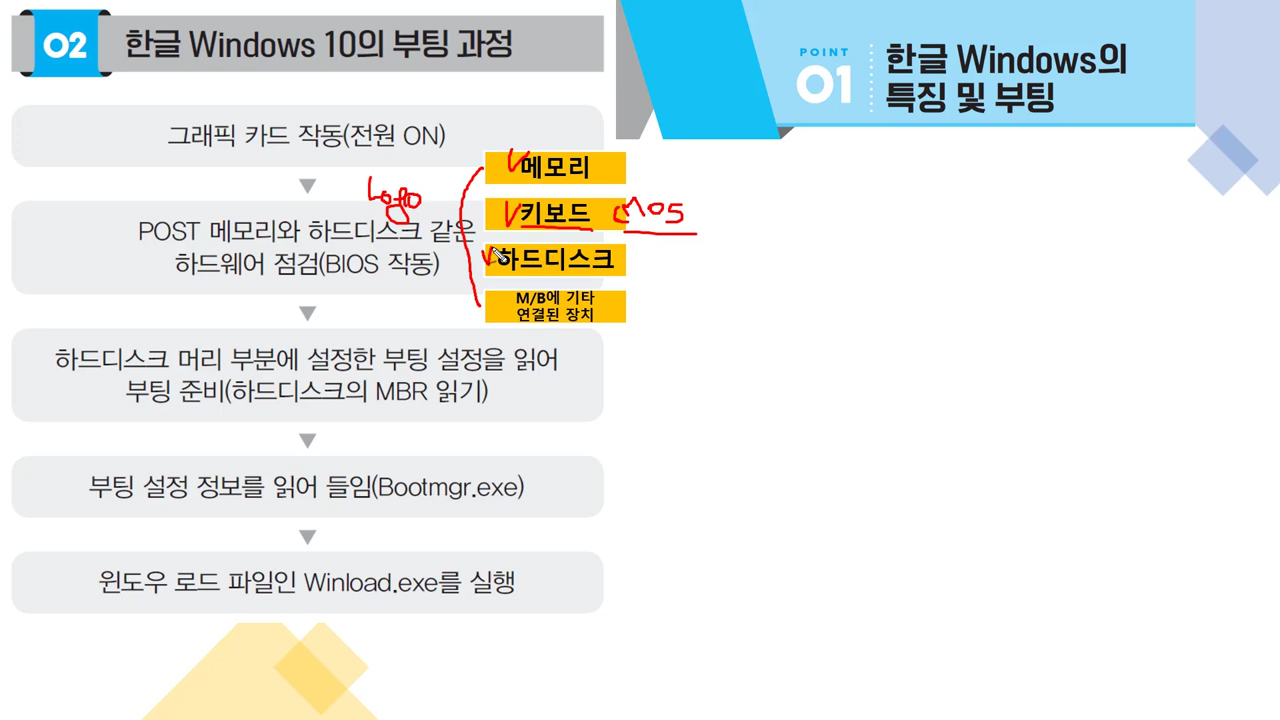 02 한글 Windows 10의 부팅 과정
그래픽 카드 작동(전원 ON)
POST 메모리와 하드디스크 같은
하드웨어 점검(BIOS 작동)
하드디스크 머리 부분에 설정한 부팅 설정을 읽어
부팅 준비(하드디스크의 MBR 읽기)
부팅 설정 정보를 읽어 들임(Bootmgr.exe)
윈도우 로드 파일인 Winload.exe를 실행
Logo
메모리
키보드 CMOS
하드디스크
M/B에 기타
연결된 장치
POINT
01
한글 Windows의
특징 및 부팅